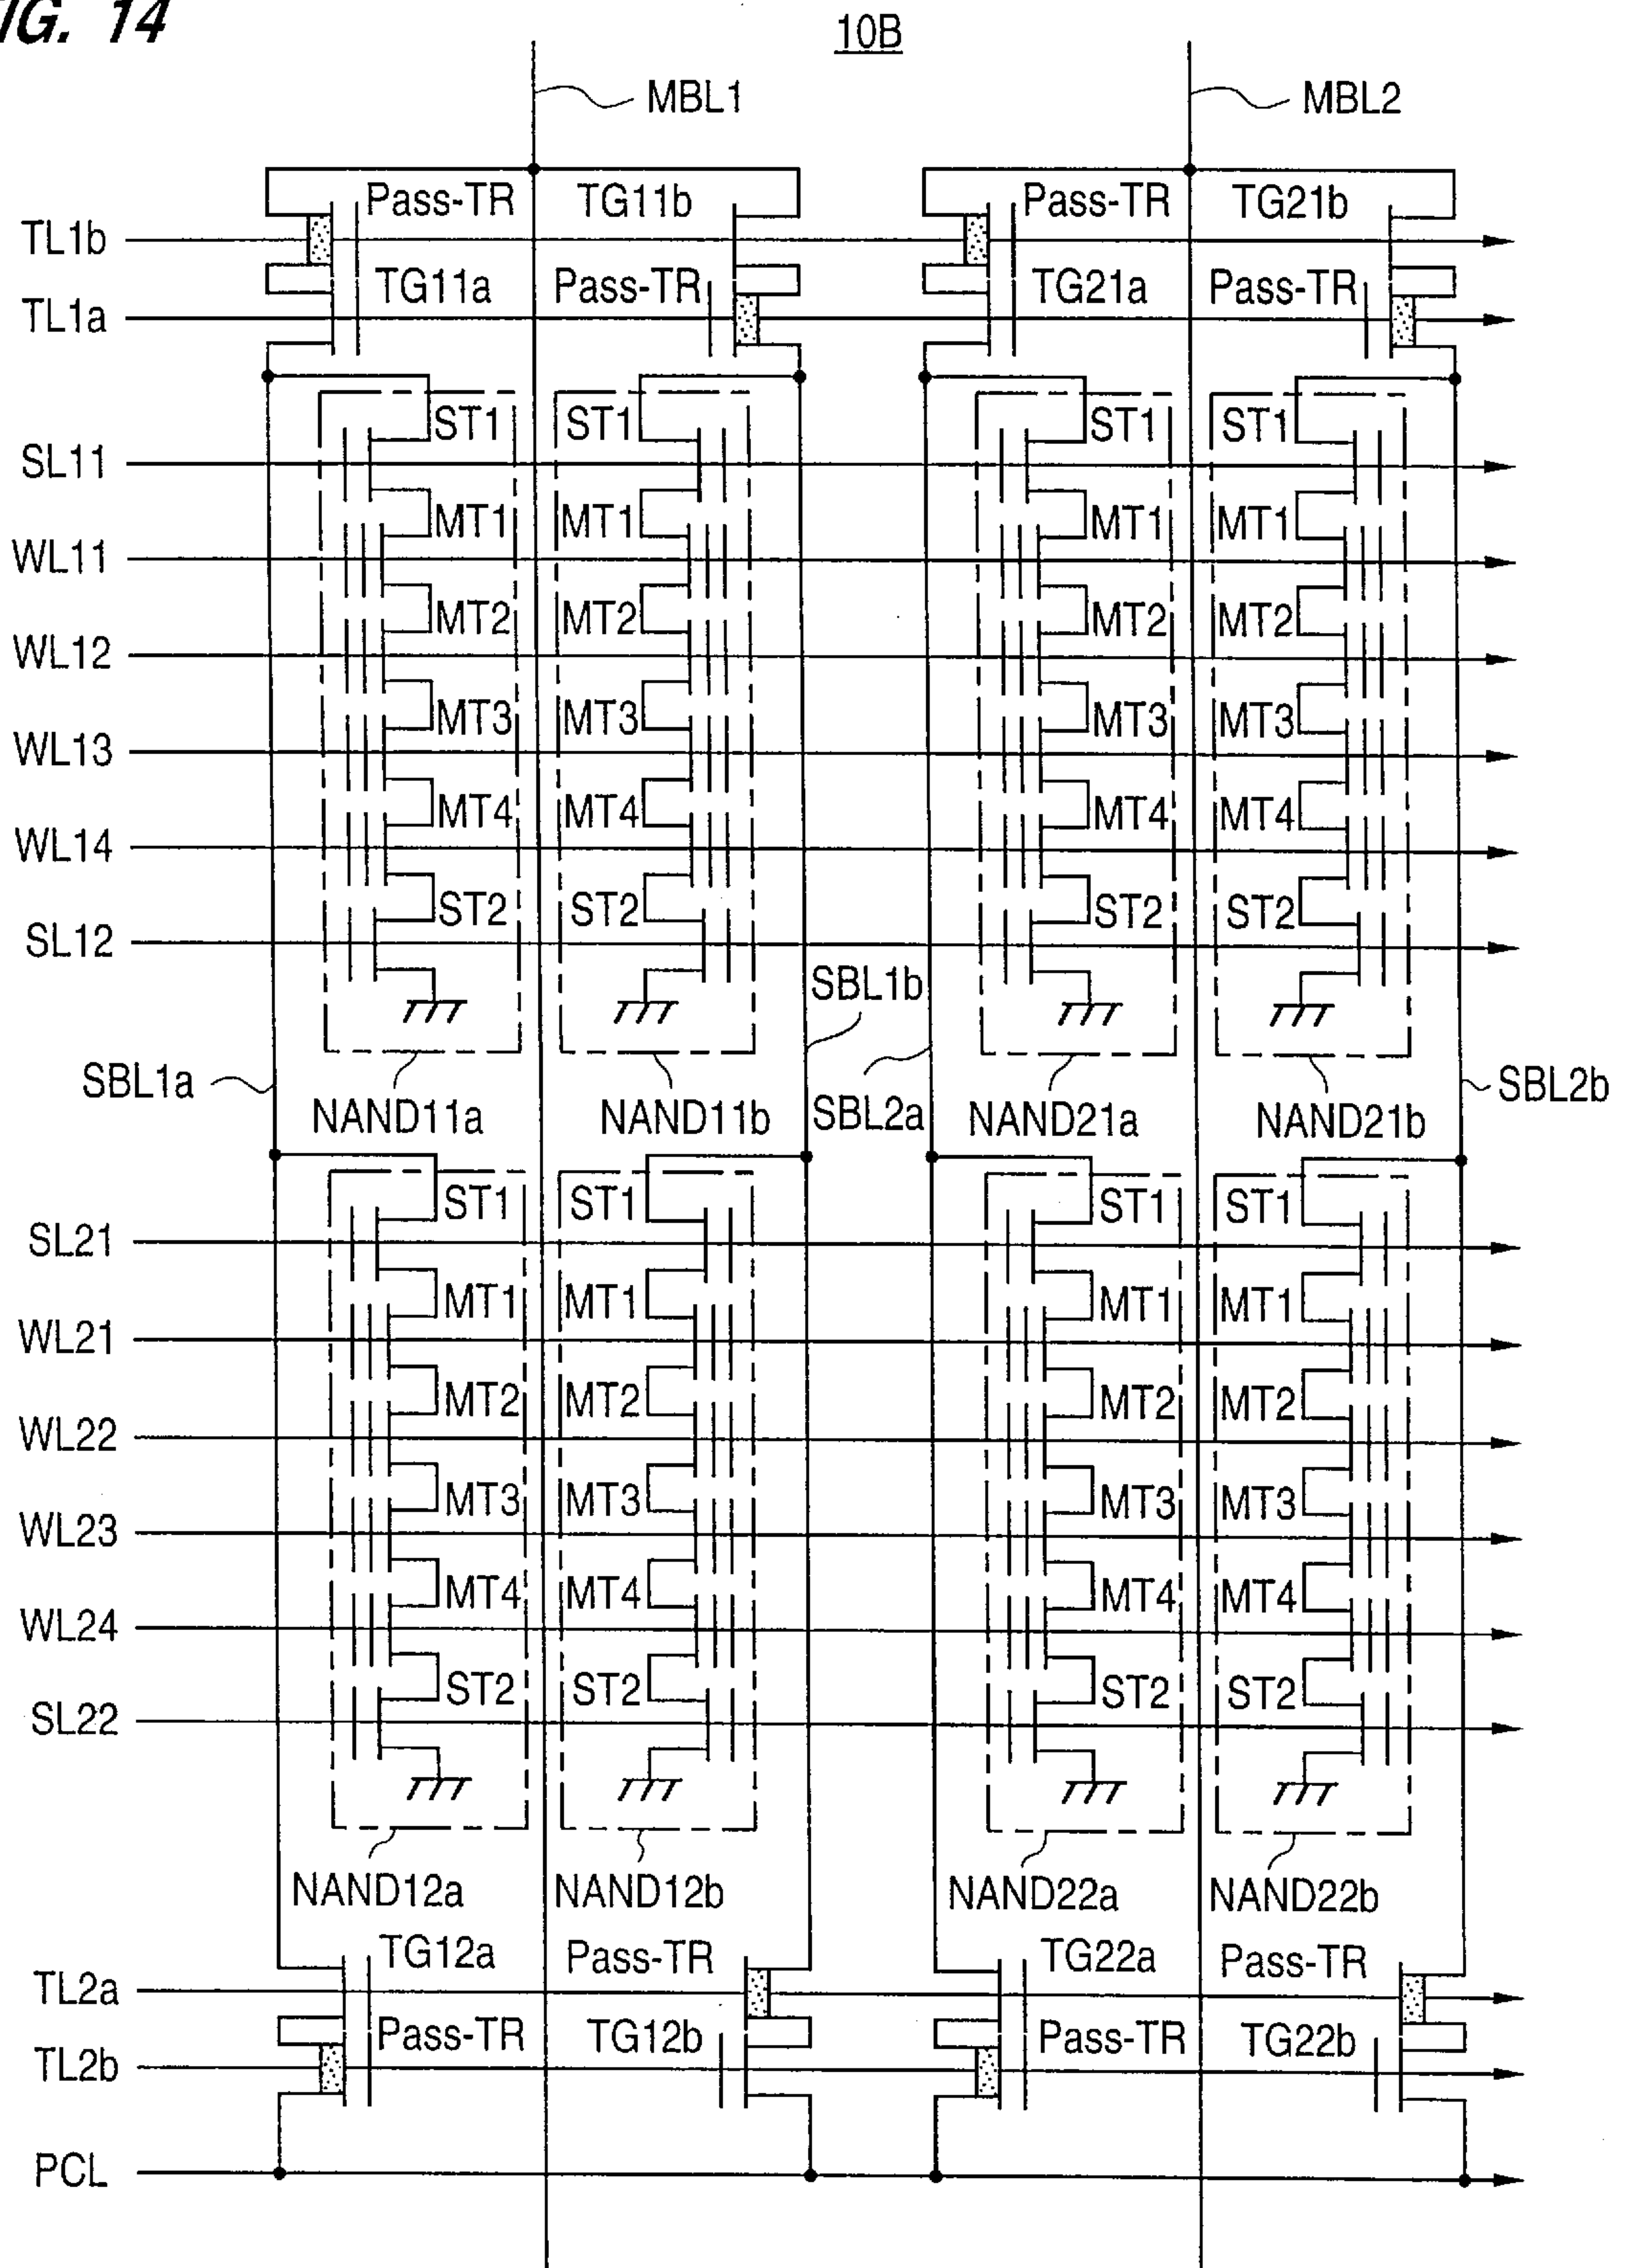 FIG. 14
10B
MBL1 MBL2
Pass-TR TG11b Pass-TR TG21b
TL1b
TG11a Pass-TR TG21a Pass-TR
TL1a
ST1 ST1 ST1 ST1
SL11
MT1 MT1 MT1 MT1
WL11
MT2 MT2 MT2 MT2
WL12
MT3 MT3 MT3 MT3
WL13
MT4 MT4 MT4 MT4
WL14
ST2 ST2 ST2 ST2
SL12
SBL1b
SBL1a SBL2a SBL2b
NAND11a NAND11b NAND21a NAND21b
ST1 ST1 ST1 ST1
SL21
MT1 MT1 MT1 MT1
WL21
MT2 MT2 MT2 MT2
WL22
MT3 MT3 MT3 MT3
WL23
MT4 MT4 MT4 MT4
WL24
ST2 ST2 ST2 ST2
SL22
NAND12a NAND12b NAND22a NAND22b
TG12a Pass-TR TG22a Pass-TR
TL2a
Pass-TR TG12b Pass-TR TG22b
TL2b
PCL